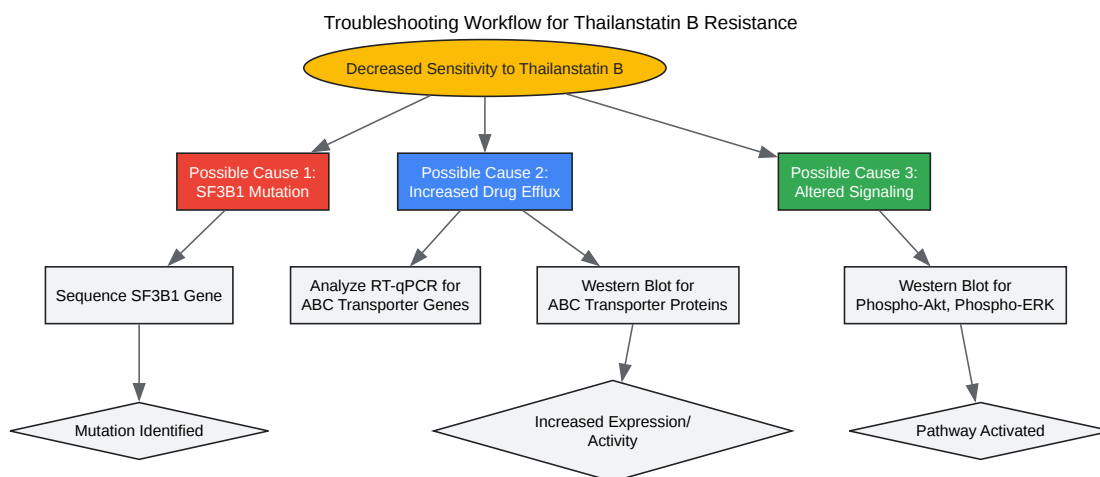 Troubleshooting Workflow for Thailanstatin B Resistance
Decreased Sensitivity to Thailanstatin B
Possible Cause 1:
SF3B1 Mutation
Possible Cause 2:
Increased Drug Efflux
Possible Cause 3:
Altered Signaling
Sequence SF3B1 Gene
Analyze RT-qPCR for
ABC Transporter Genes
Western Blot for
ABC Transporter Proteins
Western Blot for
Phospho-Akt, Phospho-ERK
Mutation Identified
Increased Expression/
Activity
Pathway Activated